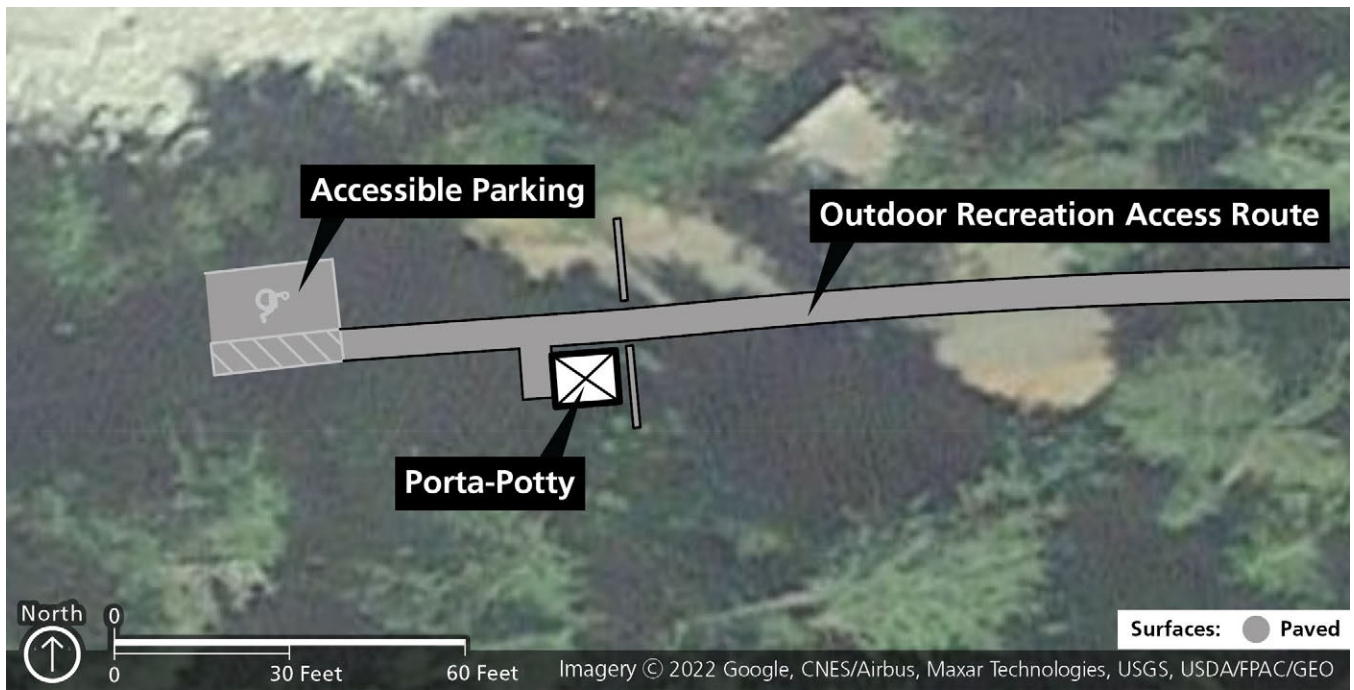 Accessible Parking
Outdoor Recreation Access Route
Porta-Potty
North
0
0 30 Feet 60 Feet
Surfaces: Paved
Imagery © 2022 Google, CNES/Airbus, Maxar Technologies, USGS, USDA/FPAC/GEO